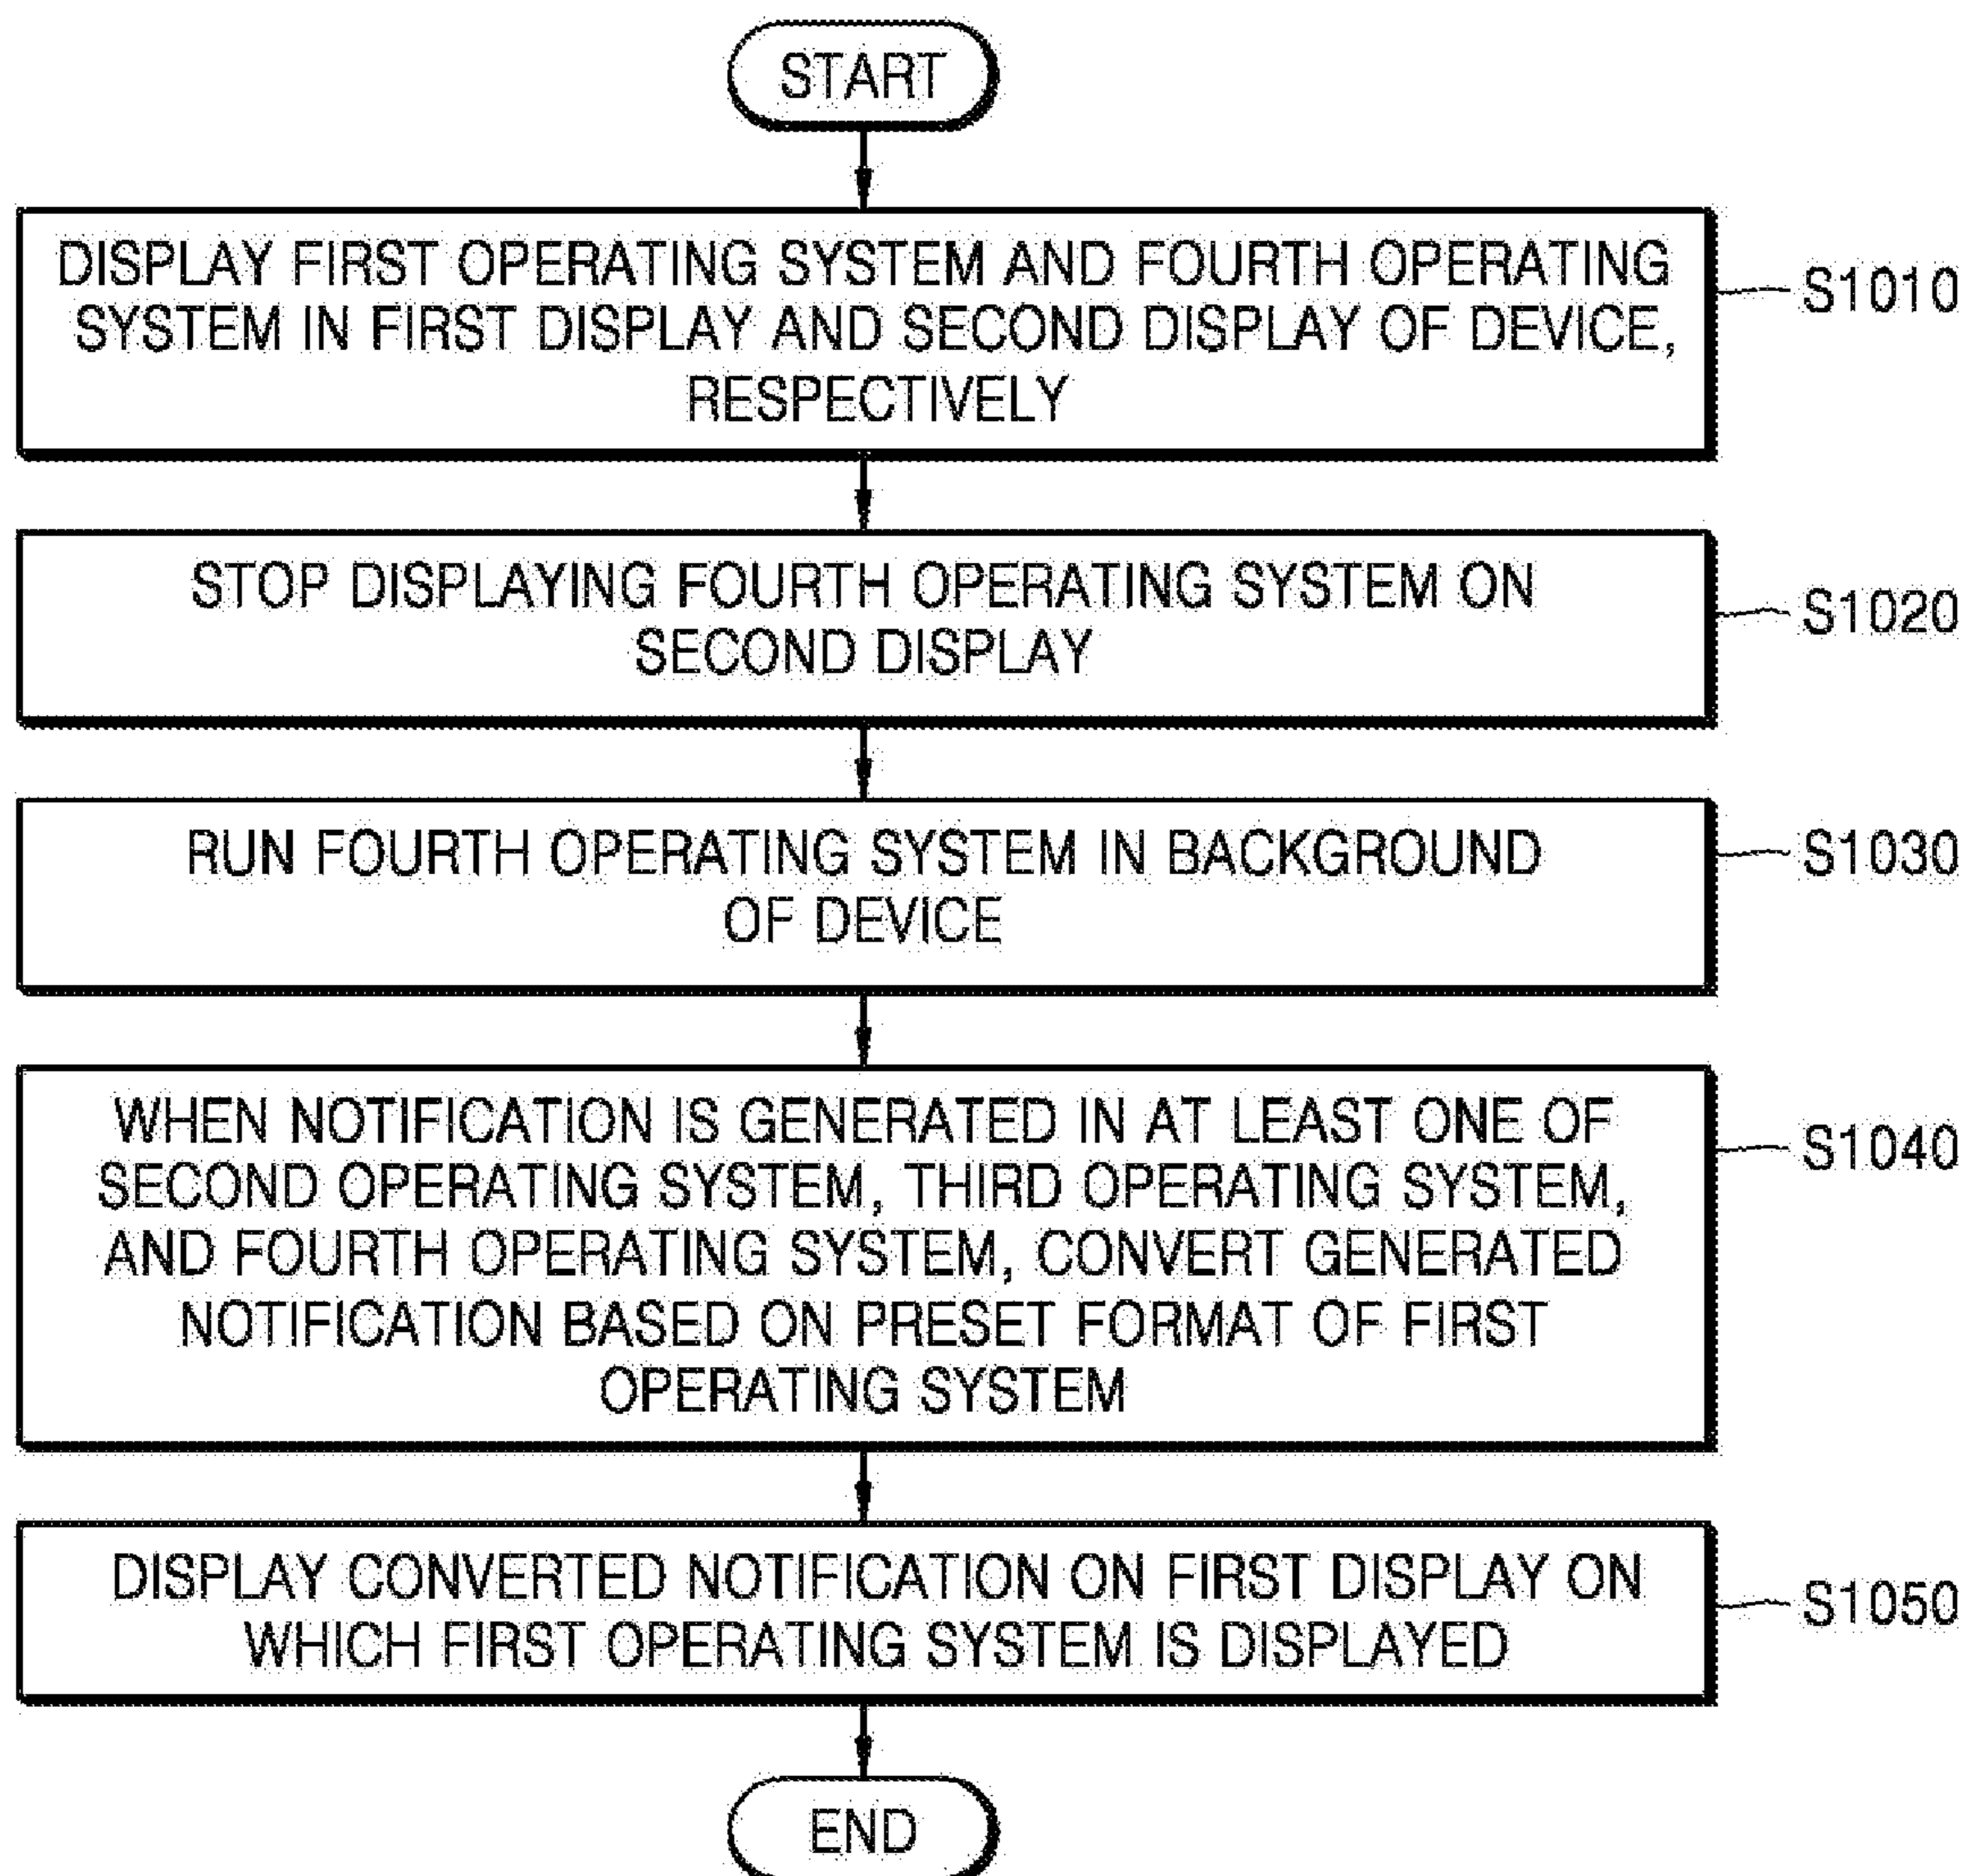 START
DISPLAY FIRST OPERATING SYSTEM AND FOURTH OPERATING
SYSTEM IN FIRST DISPLAY AND SECOND DISPLAY OF DEVICE,
RESPECTIVELY
S1010
STOP DISPLAYING FOURTH OPERATING SYSTEM ON
SECOND DISPLAY
S1020
RUN FOURTH OPERATING SYSTEM IN BACKGROUND
OF DEVICE
S1030
WHEN NOTIFICATION IS GENERATED IN AT LEAST ONE OF
SECOND OPERATING SYSTEM, THIRD OPERATING SYSTEM,
AND FOURTH OPERATING SYSTEM, CONVERT GENERATED
NOTIFICATION BASED ON PRESET FORMAT OF FIRST
OPERATING SYSTEM
S1040
DISPLAY CONVERTED NOTIFICATION ON FIRST DISPLAY ON
WHICH FIRST OPERATING SYSTEM IS DISPLAYED
S1050
END